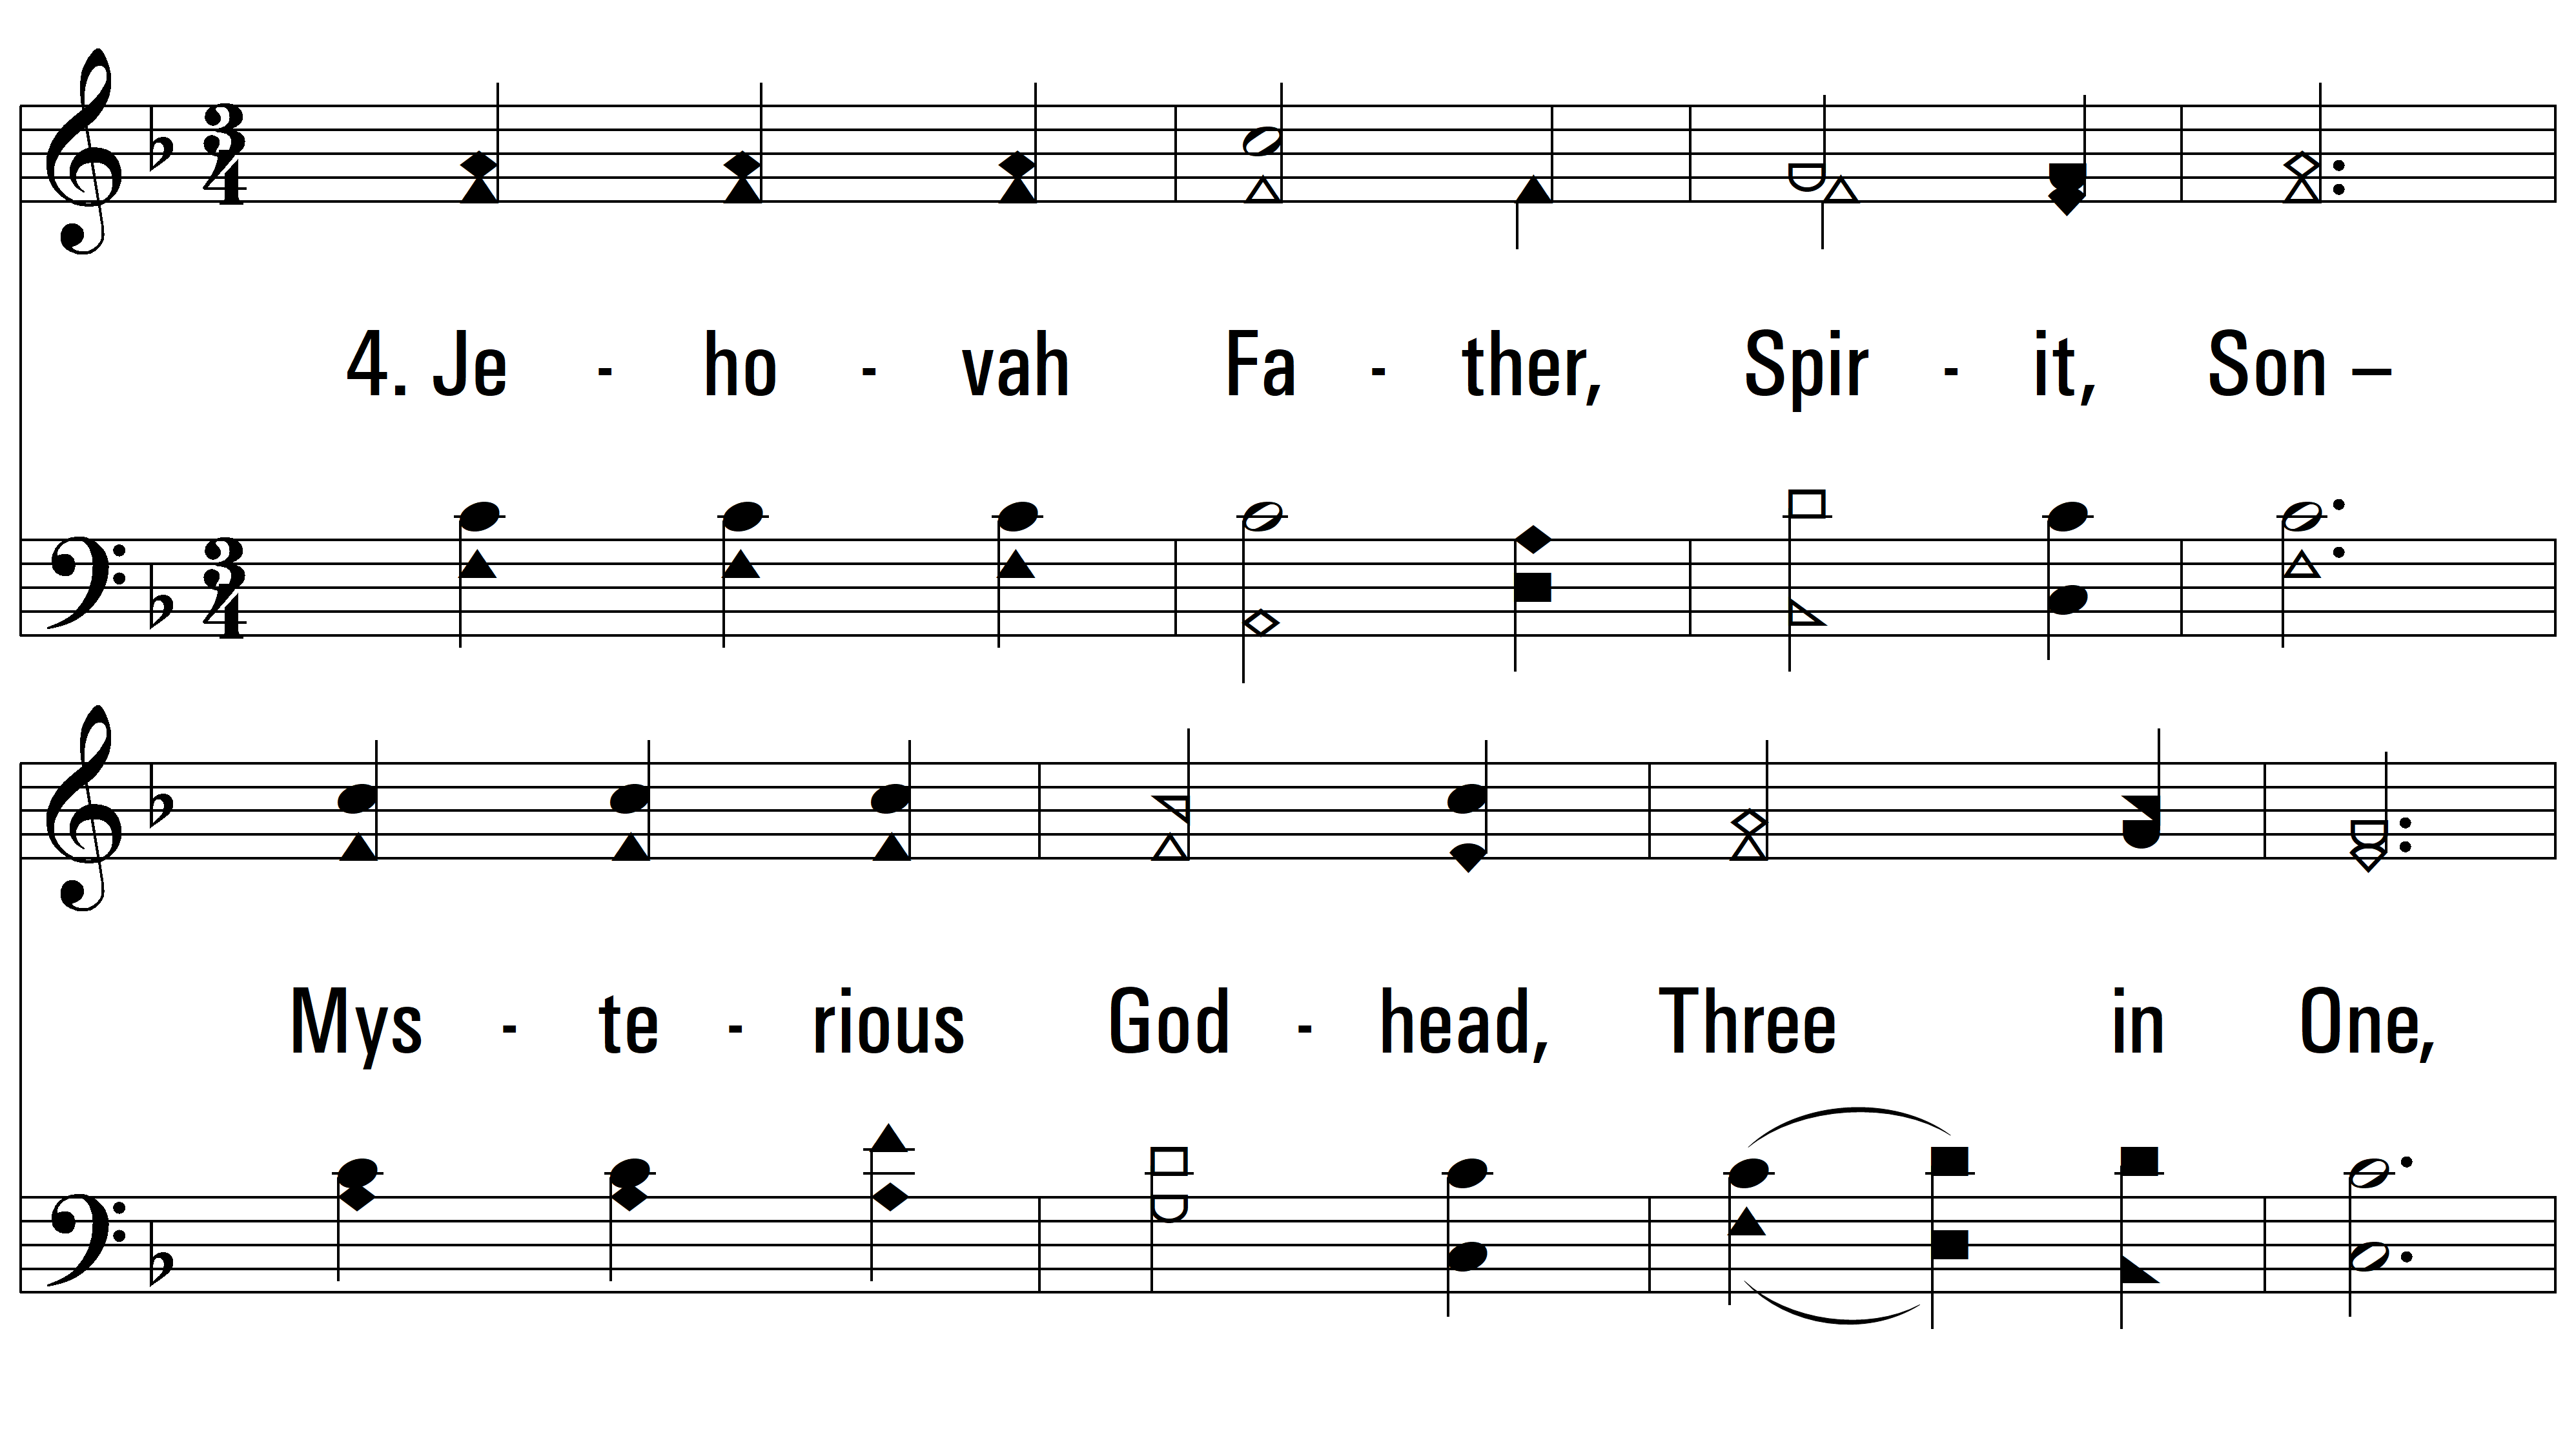 4. Je - ho - vah Fa - ther, Spir - it, Son –
Mys - te - rious God - head, Three in One,